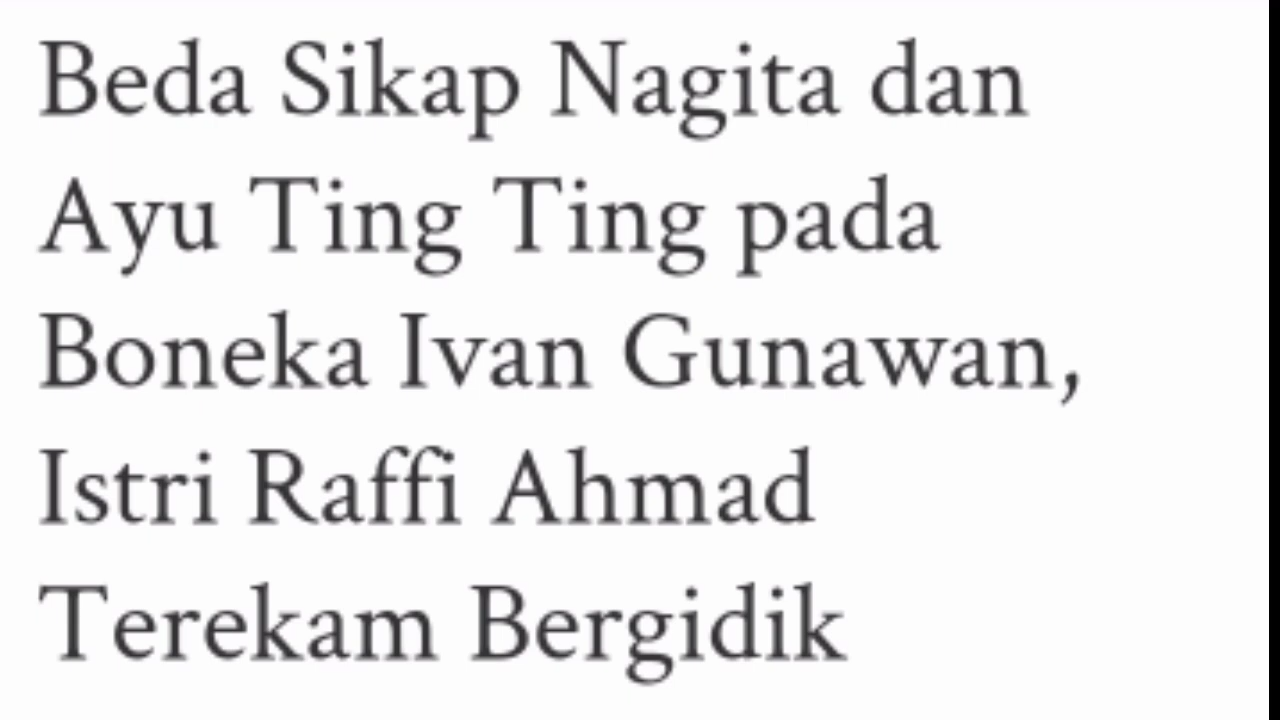 Beda Sikap Nagita dan
Ayu Ting Ting pada
Boneka Ivan Gunawan,
Istri Raffi Ahmad
Terekam Bergidik